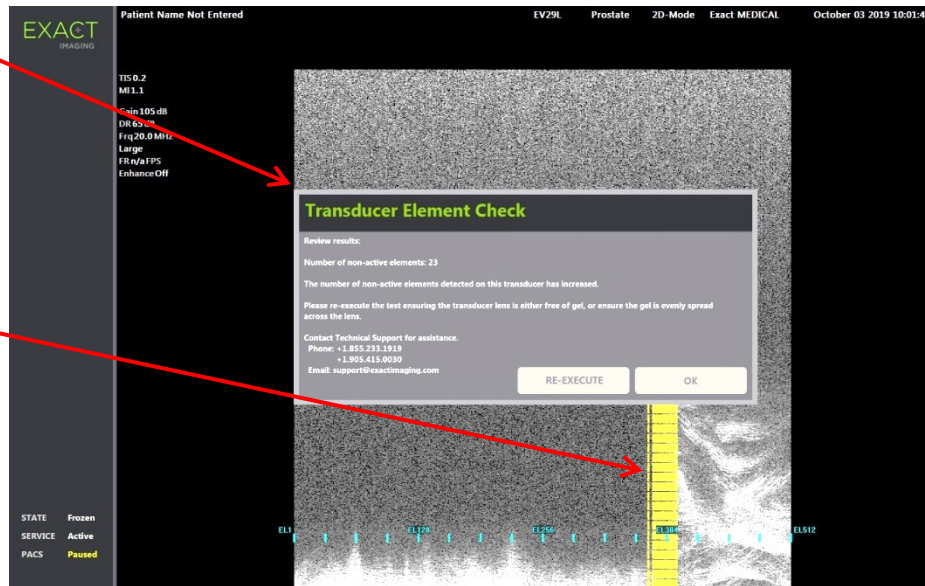 EXACT
IMAGING
Patient Name Not Entered
EV29L Prostate 2D-Mode Exact MEDICAL October 03 2019 10:01:4
TIS 0.2
MI 1.1
Gain 105 dB
DR 65 dB
Frq 20.0 MHz
Large
FR n/a FPS
Enhance Off
Transducer Element Check
Review results:
Number of non-active elements: 23
The number of non-active elements detected on this transducer has increased.
Please re-execute the test ensuring the transducer lens is either free of gel, or ensure the gel is evenly spread
across the lens.
Contact Technical Support for assistance.
Phone: +1.855.233.1919
+1.905.415.0030
Email: support@exactimaging.com
RE-EXECUTE OK
EL1 EL128 EL256 EL384 EL512
STATE Frozen
SERVICE Active
PACS Paused